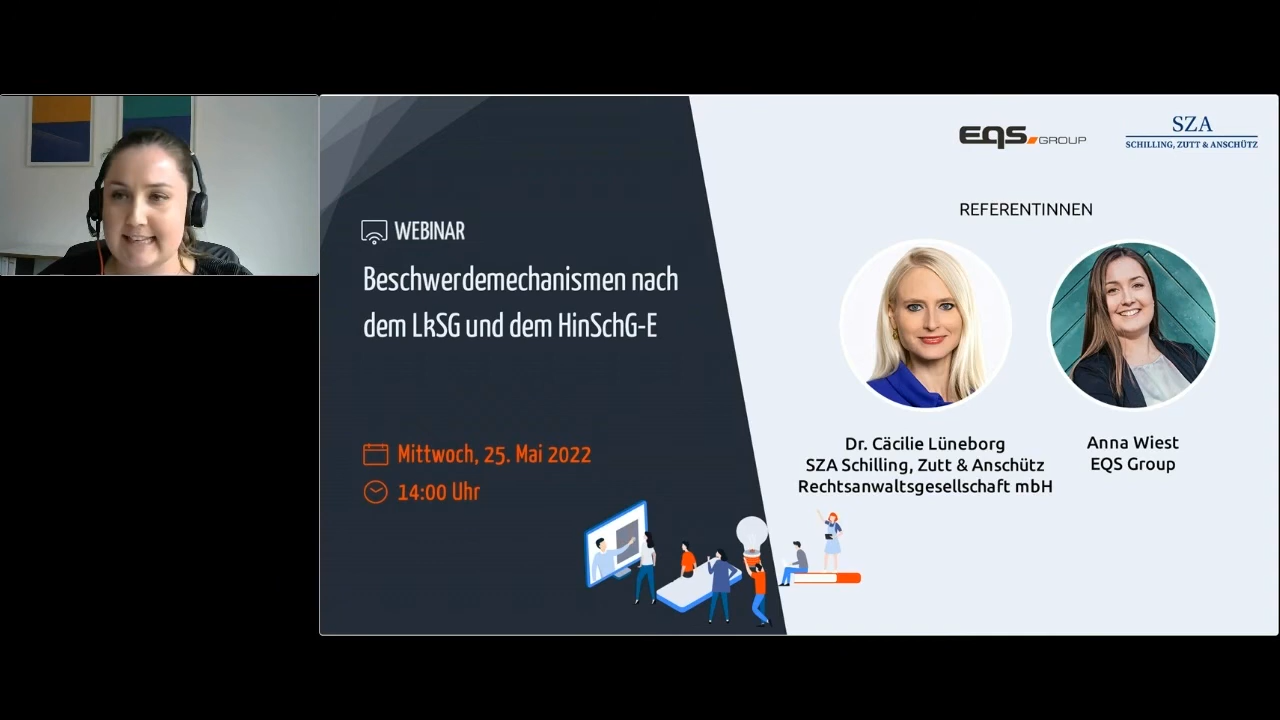 EQS GROUP
SZA
SCHILLING, ZUTT & ANSCHÜTZ
WEBINAR
Beschwerdemechanismen nach
dem LkSG und dem HinSchG-E
Mittwoch, 25. Mai 2022
14:00 Uhr
REFERENTINNEN
Dr. Cäcilie Lüneborg
SZA Schilling, Zutt & Anschütz
Rechtsanwaltsgesellschaft mbH
Anna Wiest
EQS Group